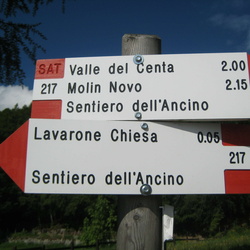 SAT Valle del Centa 2.00
217 Molin Novo 2.15
Sentiero dell'Ancino
Lavarone Chiesa 0.05
217
Sentiero dell'Ancino